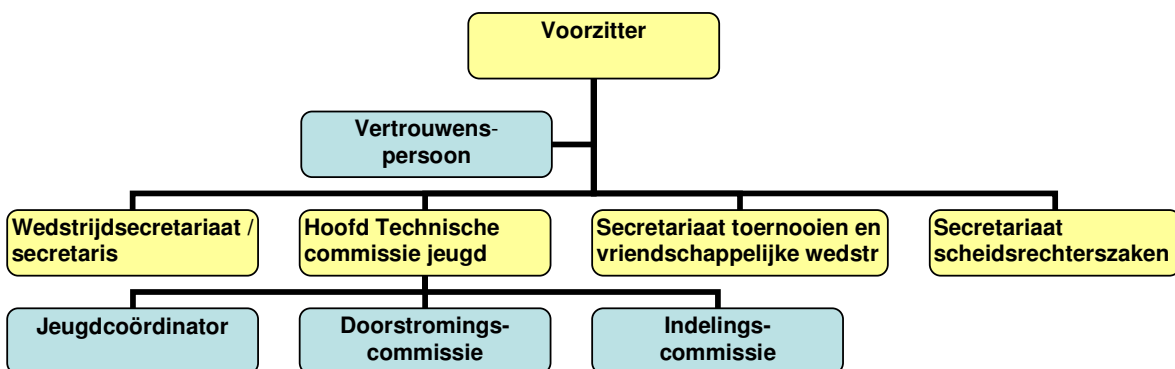 Voorzitter
Vertrouwens-
persoon
Wedstrijdsecretariaat /
secretaris
Hoofd Technische
commissie jeugd
Secretariaat toernooien en
vriendschappelijke wedstr
Secretariaat
scheidsrechterszaken
Jeugdcoördinator
Doorstromings-
commissie
Indelings-
commissie